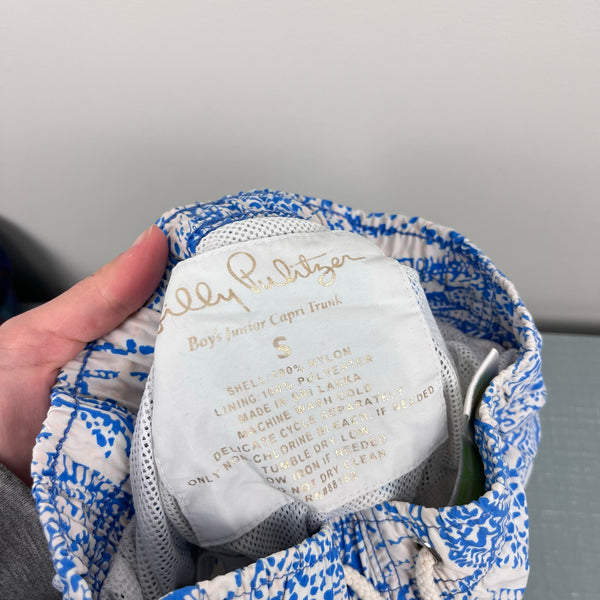 Lilly Pulitzer
Boys Junior Capri Trunk
S
SHELL: 100% NYLON
LINING: 100% POLYESTER
MADE IN SRI LANKA
MACHINE WASH COLD
DELICATE CYCLE SEPARATELY
ONLY NON CHLORINE BLEACH IF NEEDED
TUMBLE DRY LOW
LOW IRON IF NEEDED
NOT DRY CLEAN